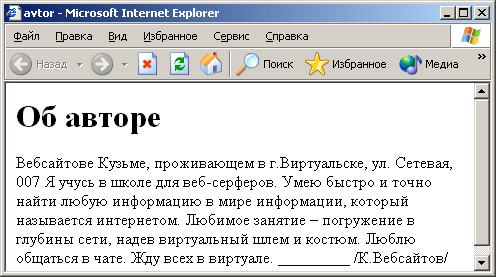 avtor - Microsoft Internet Explorer
Файл Правка Вид Избранное Сервис Справка
Назад Поиск Избранное Медиа »
Об авторе
Вебсайтове Кузьме, проживающем в г.Виртуальске, ул. Сетевая,
007 Я учусь в школе для веб-серферов. Умею быстро и точно
найти любую информацию в мире информации, который
называется интернетом. Любимое занятие – погружение в
глубины сети, надев виртуальный шлем и костюм. Люблю
общаться в чате. Жду всех в виртуале. _________ /К.Вебсайтов/